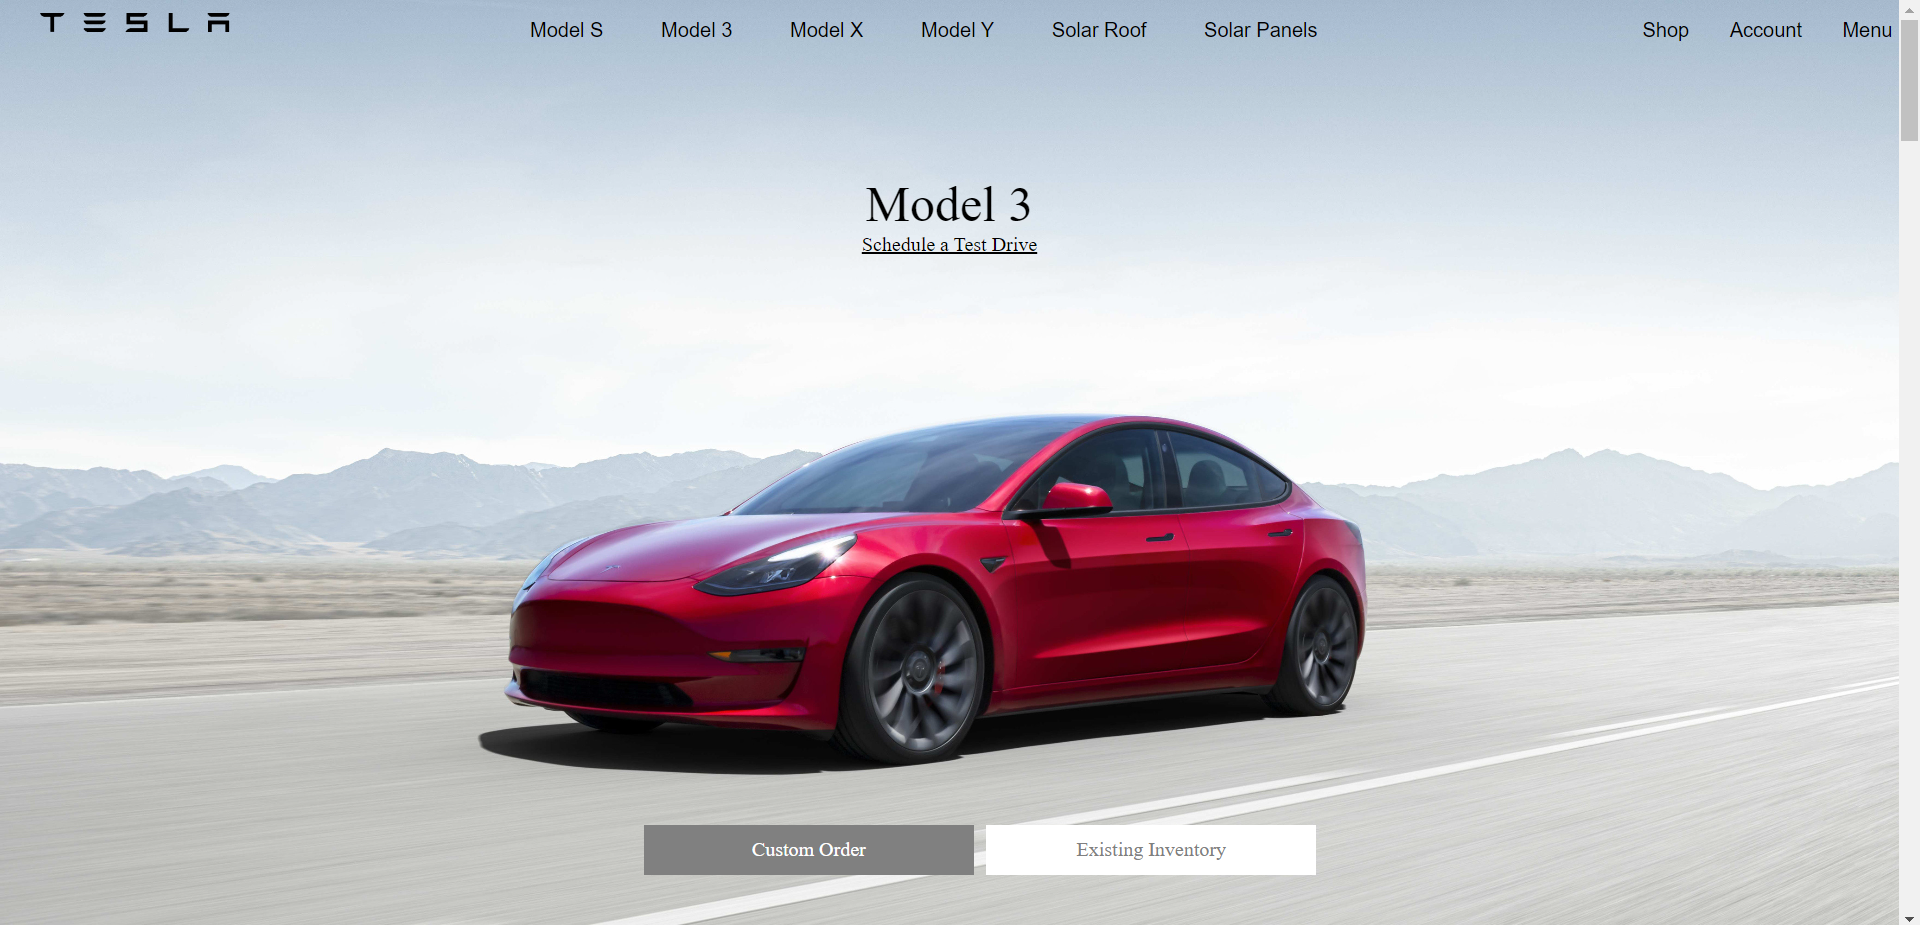 TESLA Model S Model 3 Model X Model Y Solar Roof Solar Panels Shop Account Menu
Model 3
Schedule a Test Drive
Custom Order Existing Inventory